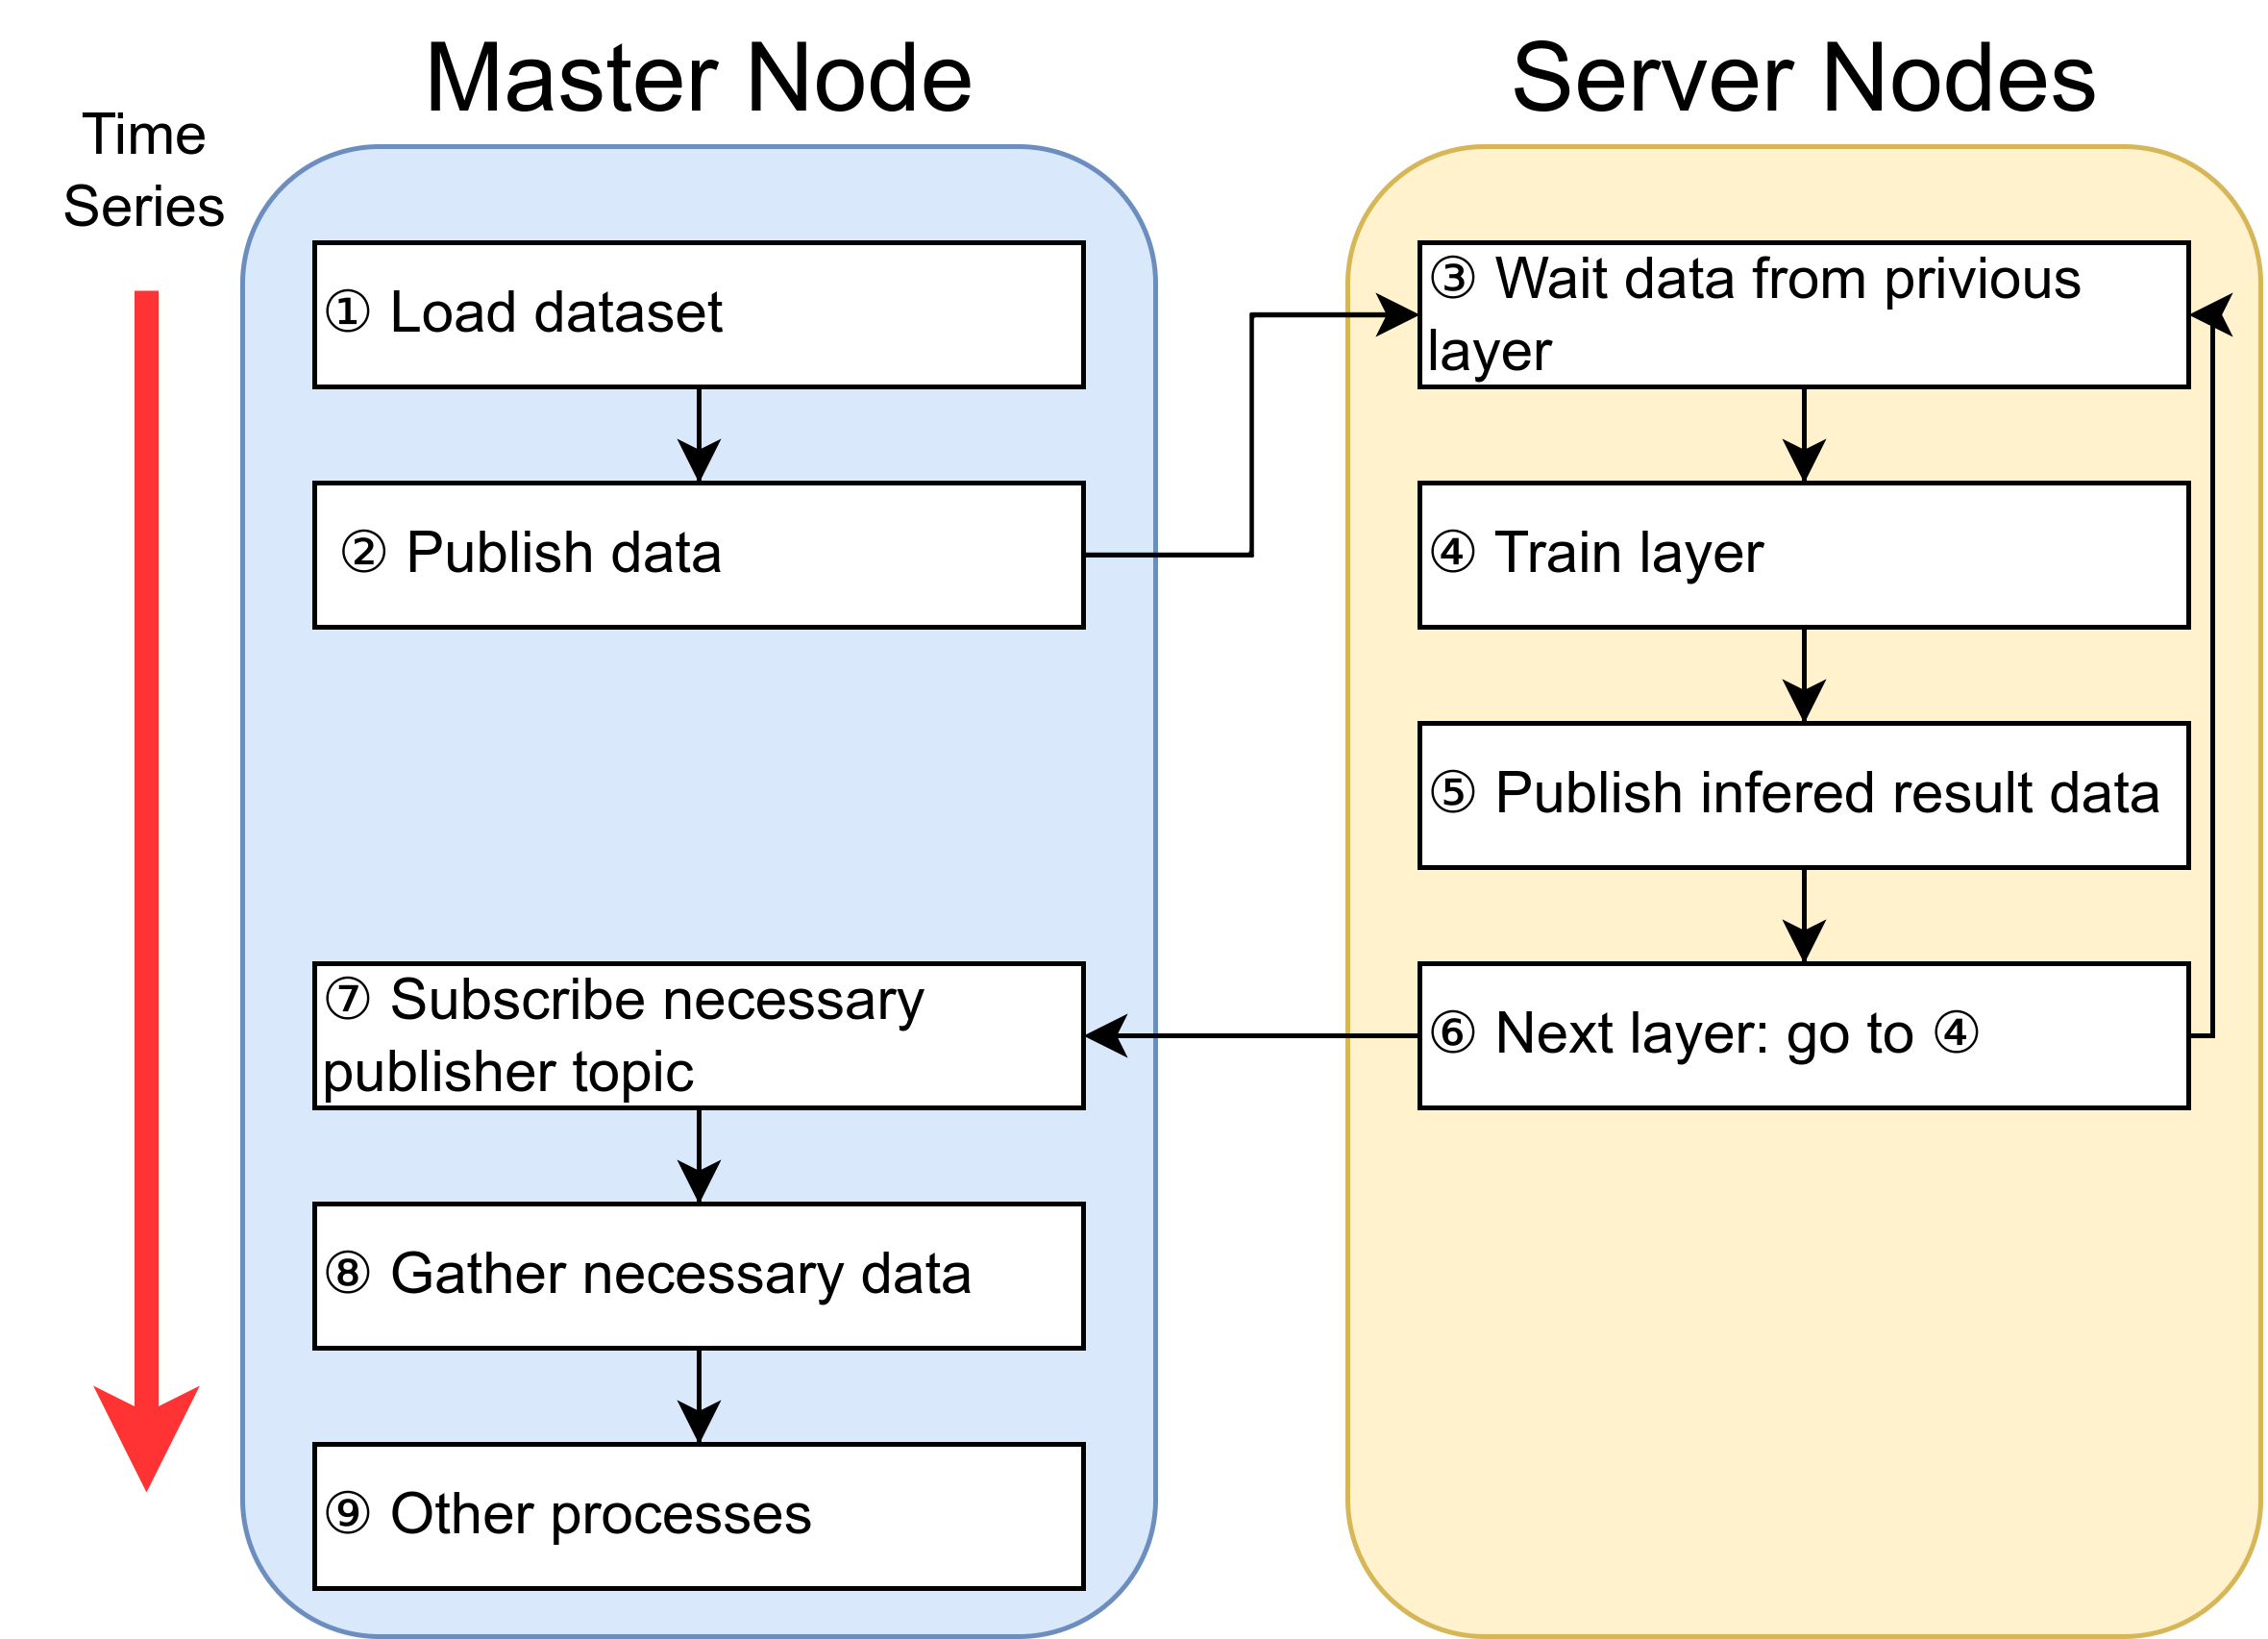 Master Node
Server Nodes
Time
Series
① Load dataset
② Publish data
③ Wait data from privious
layer
④ Train layer
⑤ Publish infered result data
⑥ Next layer: go to ④
⑦ Subscribe necessary
publisher topic
⑧ Gather necessary data
⑨ Other processes